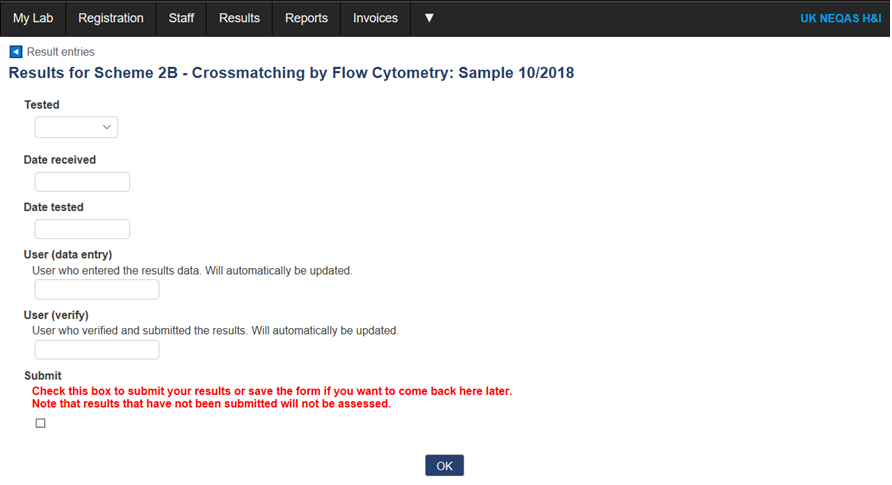 My Lab Registration Staff Results Reports Invoices ▼ UK NEQAS H&I
Result entries
Results for Scheme 2B - Crossmatching by Flow Cytometry: Sample 10/2018
Tested
Date received
Date tested
User (data entry)
User who entered the results data. Will automatically be updated.
User (verify)
User who verified and submitted the results. Will automatically be updated.
Submit
Check this box to submit your results or save the form if you want to come back here later.
Note that results that have not been submitted will not be assessed.
OK